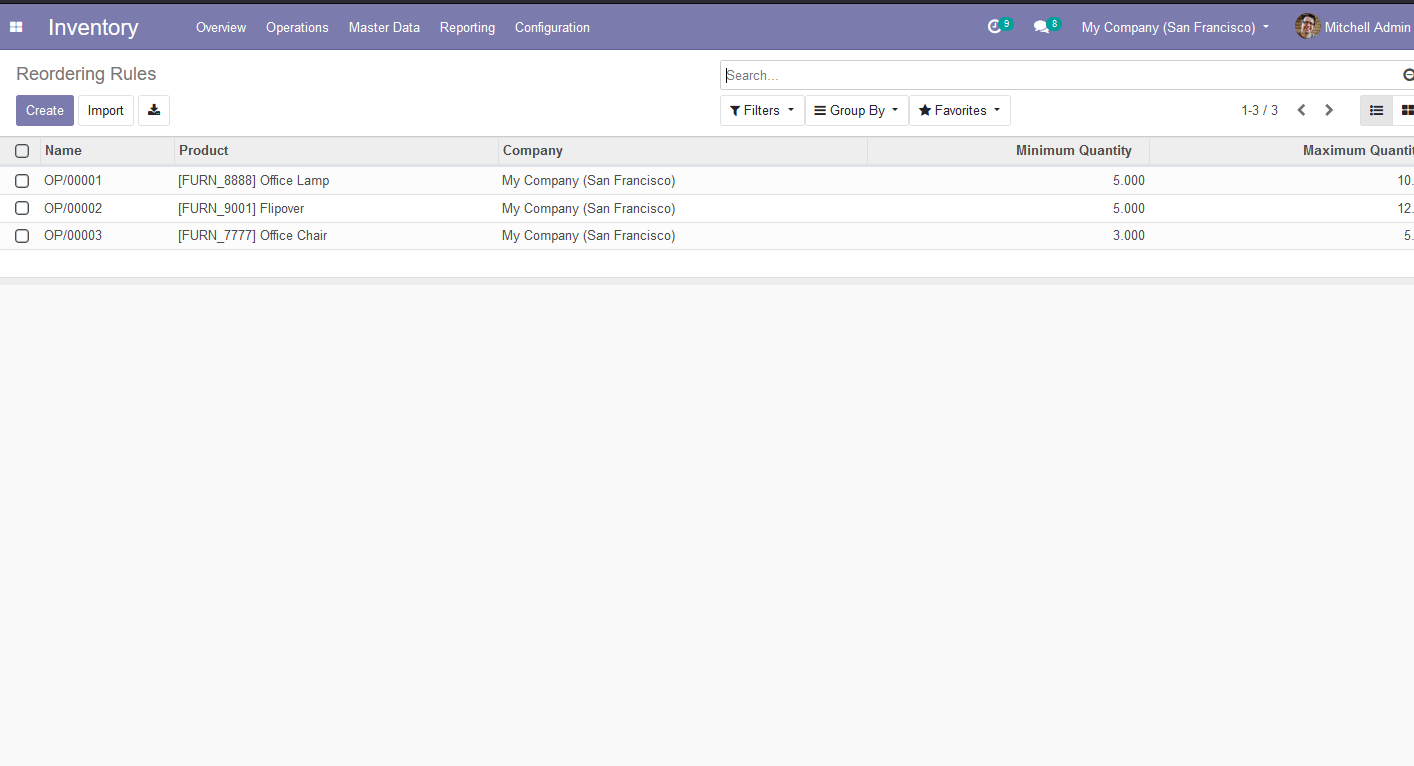 Inventory Overview Operations Master Data Reporting Configuration 9 8 My Company (San Francisco) Mitchell Admin
Reordering Rules
Search...
Create Import Filters Group By Favorites 1-3 / 3
Name Product Company Minimum Quantity Maximum Quantit
OP/00001 [FURN_8888] Office Lamp My Company (San Francisco) 5.000 10.
OP/00002 [FURN_9001] Flipover My Company (San Francisco) 5.000 12.
OP/00003 [FURN_7777] Office Chair My Company (San Francisco) 3.000 5.